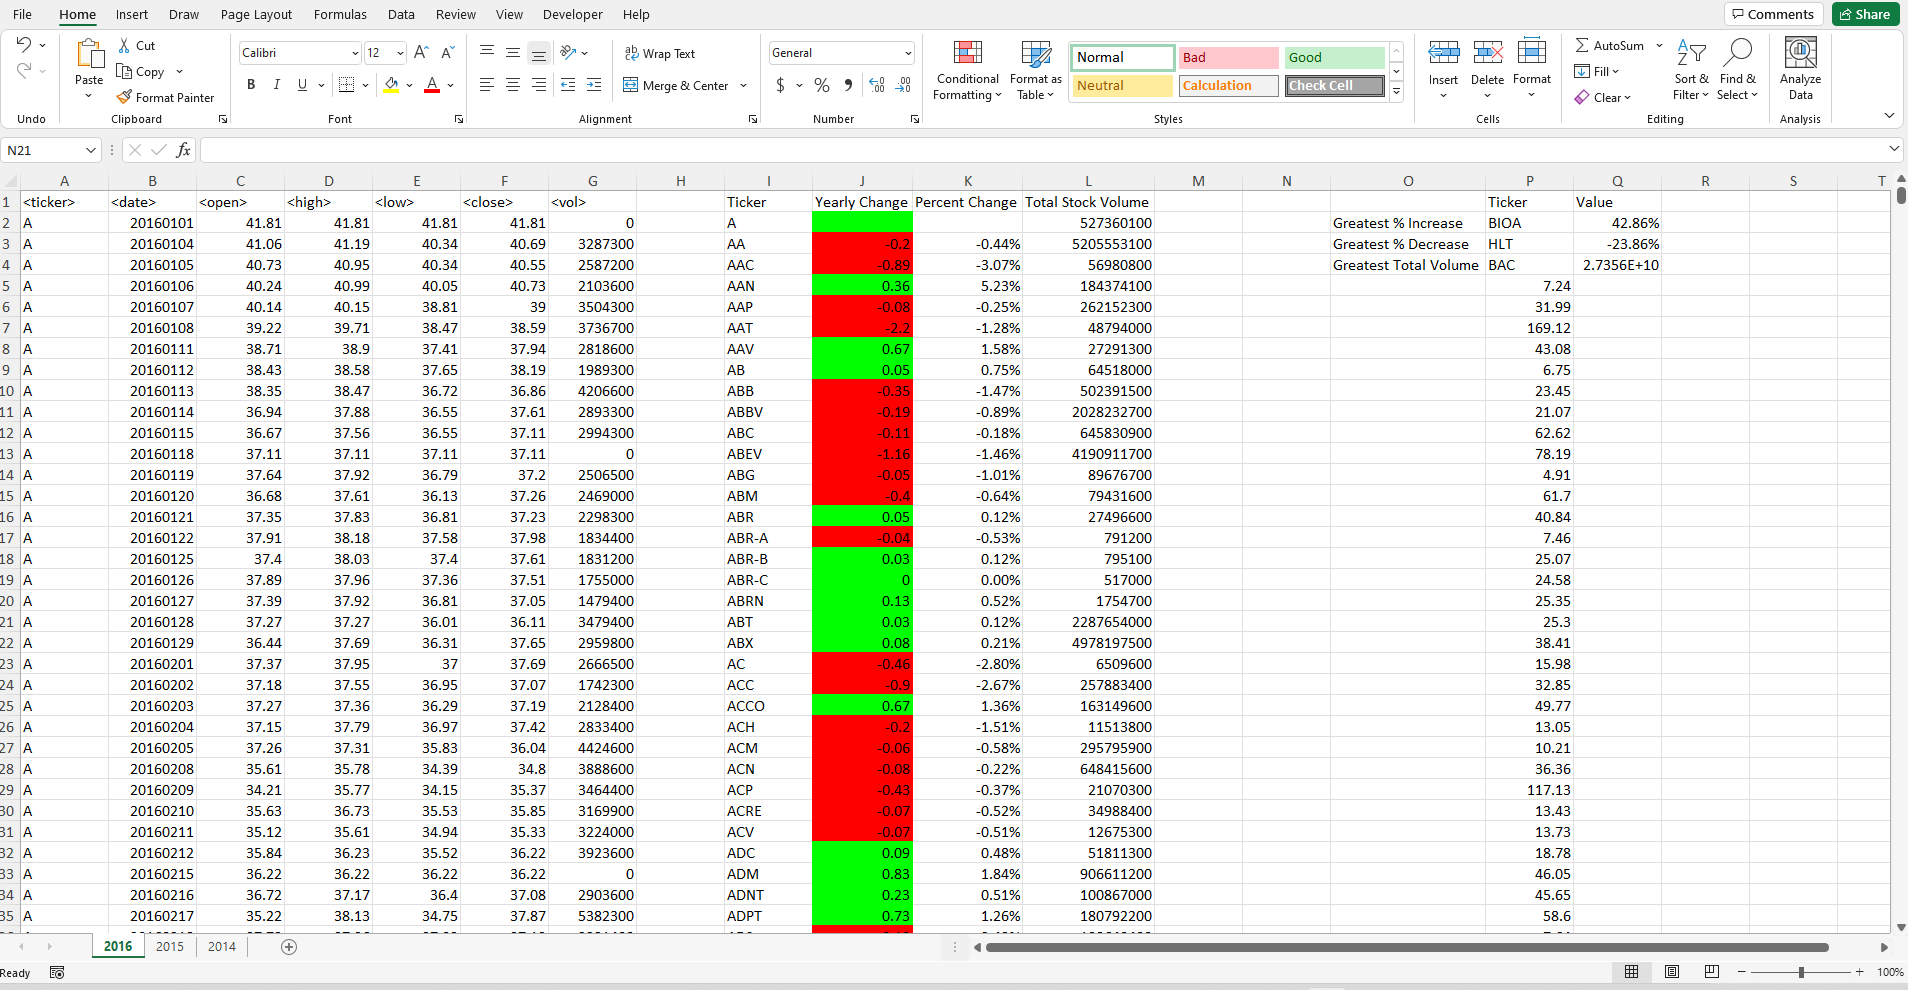 File Home Insert Draw Page Layout Formulas Data Review View Developer Help Comments Share
Cut Calibri 12 A A Wrap Text General Normal Bad Good AutoSum
Paste Copy Conditional Formatting Format as Table Insert Delete Format Fill Sort & Filter Find & Select Analyze Data
Format Painter B I U A Merge & Center $ % Neutral Calculation Check Cell Clear
Undo Clipboard Font Alignment Number Styles Cells Editing Analysis
N21 fx
A B C D E F G H I J K L M N O P Q R S T
1 <ticker> <date> <open> <high> <low> <close> <vol> Ticker Yearly Change Percent Change Total Stock Volume Ticker Value
2 A 20160101 41.81 41.81 41.81 41.81 0 A 527360100 Greatest % Increase BIOA 42.86%
3 A 20160104 41.06 41.19 40.34 40.69 3287300 AA -0.2 -0.44% 5205553100 Greatest % Decrease HLT -23.86%
4 A 20160105 40.73 40.95 40.34 40.55 2587200 AAC -0.89 -3.07% 56980800 Greatest Total Volume BAC 2.7356E+10
5 A 20160106 40.24 40.99 40.05 40.73 2103600 AAN 0.36 5.23% 184374100 7.24
6 A 20160107 40.14 40.15 38.81 39 3504300 AAP -0.08 -0.25% 262152300 31.99
7 A 20160108 39.22 39.71 38.47 38.59 3736700 AAT -2.2 -1.28% 48794000 169.12
8 A 20160111 38.71 38.9 37.41 37.94 2818600 AAV 0.67 1.58% 27291300 43.08
9 A 20160112 38.43 38.58 37.65 38.19 1989300 AB 0.05 0.75% 64518000 6.75
10 A 20160113 38.35 38.47 36.72 36.86 4206600 ABB -0.35 -1.47% 502391500 23.45
11 A 20160114 36.94 37.88 36.55 37.61 2893300 ABBV -0.19 -0.89% 2028232700 21.07
12 A 20160115 36.67 37.56 36.55 37.11 2994300 ABC -0.11 -0.18% 645830900 62.62
13 A 20160118 37.11 37.11 37.11 37.11 0 ABEV -1.16 -1.46% 4190911700 78.19
14 A 20160119 37.64 37.92 36.79 37.2 2506500 ABG -0.05 -1.01% 89676700 4.91
15 A 20160120 36.68 37.61 36.13 37.26 2469000 ABM -0.4 -0.64% 79431600 61.7
16 A 20160121 37.35 37.83 36.81 37.23 2298300 ABR 0.05 0.12% 27496600 40.84
17 A 20160122 37.91 38.18 37.58 37.98 1834400 ABR-A -0.04 -0.53% 791200 7.46
18 A 20160125 37.4 38.03 37.4 37.61 1831200 ABR-B 0.03 0.12% 795100 25.07
19 A 20160126 37.89 37.96 37.36 37.51 1755000 ABR-C 0 0.00% 517000 24.58
20 A 20160127 37.39 37.92 36.81 37.05 1479400 ABRN 0.13 0.52% 1754700 25.35
21 A 20160128 37.27 37.27 36.01 36.11 3479400 ABT 0.03 0.12% 2287654000 25.3
22 A 20160129 36.44 37.69 36.31 37.65 2959800 ABX 0.08 0.21% 4978197500 38.41
23 A 20160201 37.37 37.95 37 37.69 2666500 AC -0.46 -2.80% 6509600 15.98
24 A 20160202 37.18 37.55 36.95 37.07 1742300 ACC -0.9 -2.67% 257883400 32.85
25 A 20160203 37.27 37.36 36.29 37.19 2128400 ACCO 0.67 1.36% 163149600 49.77
26 A 20160204 37.15 37.79 36.97 37.42 2833400 ACH -0.2 -1.51% 11513800 13.05
27 A 20160205 37.26 37.31 35.83 36.04 4424600 ACM -0.06 -0.58% 295795900 10.21
28 A 20160208 35.61 35.78 34.39 34.8 3888600 ACN -0.08 -0.22% 648415600 36.36
29 A 20160209 34.21 35.77 34.15 35.37 3464400 ACP -0.43 -0.37% 21070300 117.13
30 A 20160210 35.63 36.73 35.53 35.85 3169900 ACRE -0.07 -0.52% 34988400 13.43
31 A 20160211 35.12 35.61 34.94 35.33 3224000 ACV -0.07 -0.51% 12675300 13.73
32 A 20160212 35.84 36.23 35.52 36.22 3923600 ADC 0.09 0.48% 51811300 18.78
33 A 20160215 36.22 36.22 36.22 36.22 0 ADM 0.83 1.84% 906611200 46.05
34 A 20160216 36.72 37.17 36.4 37.08 2903600 ADNT 0.23 0.51% 100867000 45.65
35 A 20160217 35.22 38.13 34.75 37.87 5382300 ADPT 0.73 1.26% 180792200 58.6
2016 2015 2014
Ready 100%